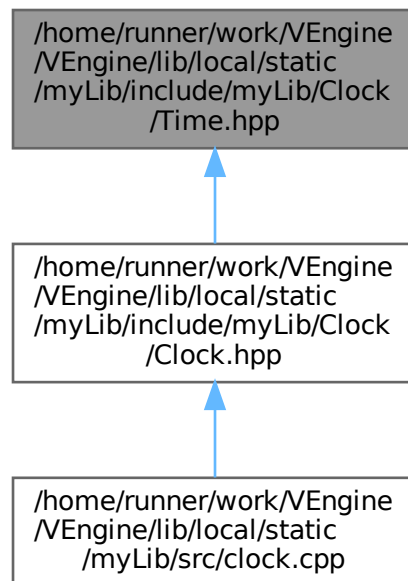 /home/runner/work/VEngine
/VEngine/lib/local/static
/myLib/include/myLib/Clock
/Time.hpp
/home/runner/work/VEngine
/VEngine/lib/local/static
/myLib/include/myLib/Clock
/Clock.hpp
/home/runner/work/VEngine
/VEngine/lib/local/static
/myLib/src/clock.cpp